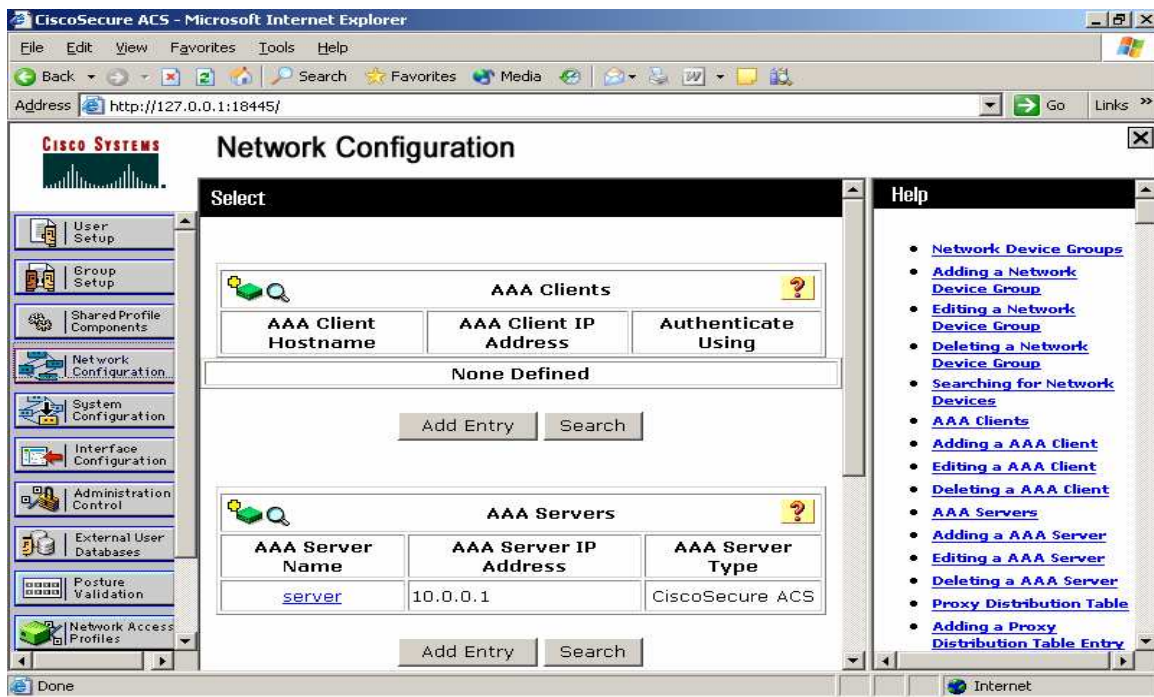 CiscoSecure ACS - Microsoft Internet Explorer
File Edit View Favorites Tools Help
Back Search Favorites Media
Address http://127.0.0.1:18445/ Go Links »
CISCO SYSTEMS
Network Configuration
User
Setup
Group
Setup
Shared Profile
Components
Network
Configuration
System
Configuration
Interface
Configuration
Administration
Control
External User
Databases
Posture
Validation
Network Access
Profiles
Select
AAA Clients
?
AAA Client
Hostname
AAA Client IP
Address
Authenticate
Using
None Defined
Add Entry Search
AAA Servers
?
AAA Server
Name
AAA Server IP
Address
AAA Server
Type
server 10.0.0.1 CiscoSecure ACS
Add Entry Search
Help
• Network Device Groups
• Adding a Network
Device Group
• Editing a Network
Device Group
• Deleting a Network
Device Group
• Searching for Network
Devices
• AAA Clients
• Adding a AAA Client
• Editing a AAA Client
• Deleting a AAA Client
• AAA Servers
• Adding a AAA Server
• Editing a AAA Server
• Deleting a AAA Server
• Proxy Distribution Table
• Adding a Proxy
Distribution Table Entry
Done Internet